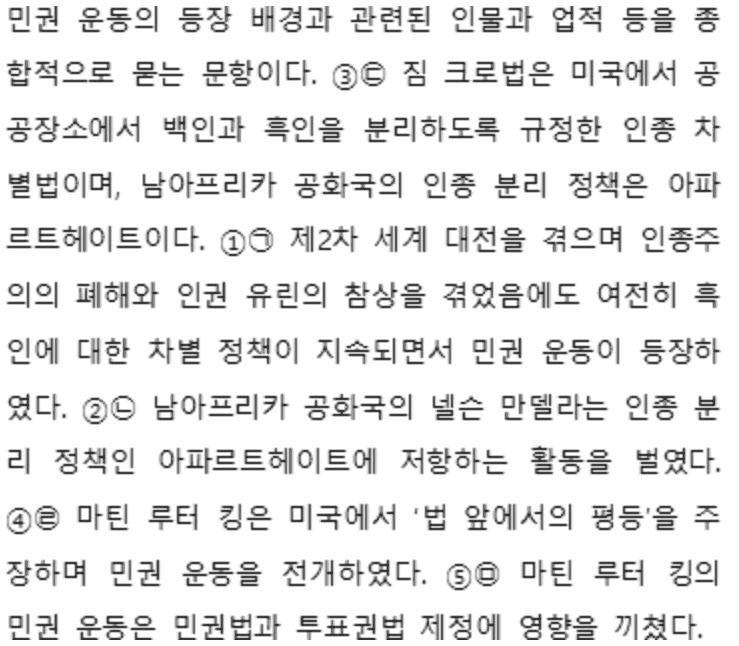 민권 운동의 등장 배경과 관련된 인물과 업적 등을 종
합적으로 묻는 문항이다. ③㉢ 짐 크로법은 미국에서 공
공장소에서 백인과 흑인을 분리하도록 규정한 인종 차
별법이며, 남아프리카 공화국의 인종 분리 정책은 아파
르트헤이트이다. ①㉠ 제2차 세계 대전을 겪으며 인종주
의의 폐해와 인권 유린의 참상을 겪었음에도 여전히 흑
인에 대한 차별 정책이 지속되면서 민권 운동이 등장하
였다. ②㉡ 남아프리카 공화국의 넬슨 만델라는 인종 분
리 정책인 아파르트헤이트에 저항하는 활동을 벌였다.
④㉣ 마틴 루터 킹은 미국에서 '법 앞에서의 평등'을 주
장하며 민권 운동을 전개하였다. ⑤㉤ 마틴 루터 킹의
민권 운동은 민권법과 투표권법 제정에 영향을 끼쳤다.